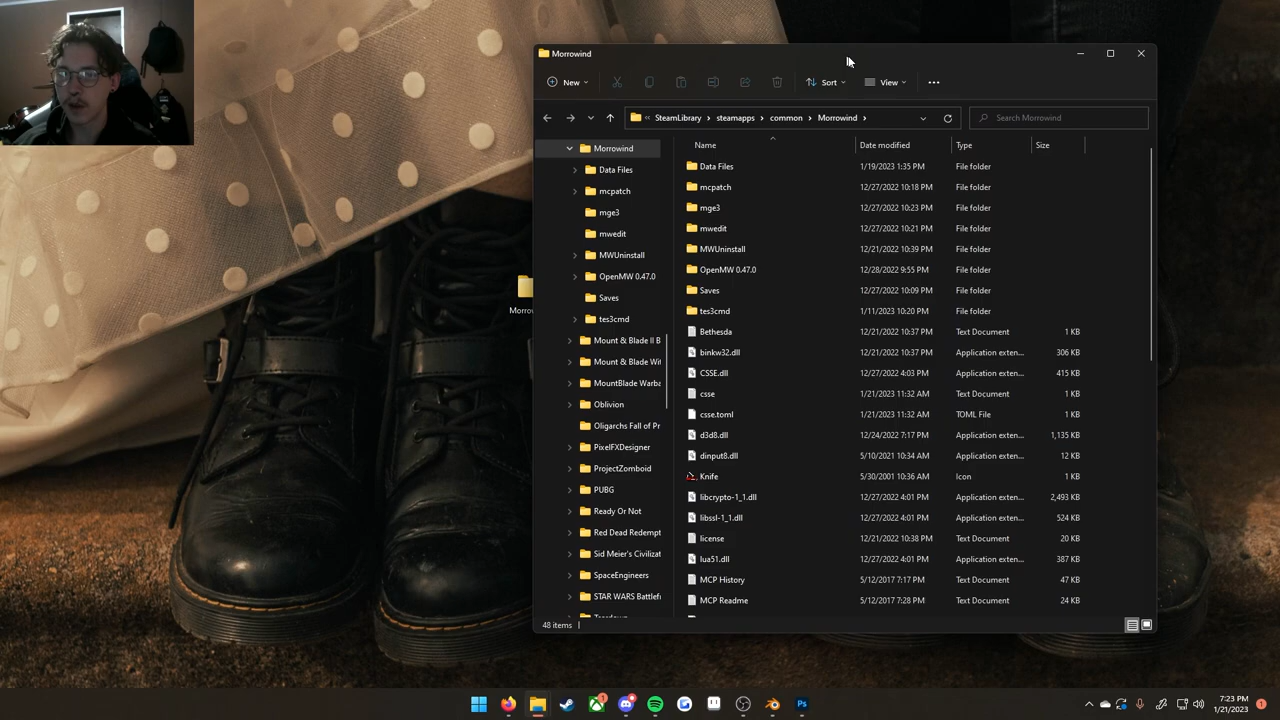 Morrowind
New
Sort
View
SteamLibrary
steamapps
common
Morrowind
Search Morrowind
Name
Date modified
Type
Size
Morrowind
Data Files
mcpatch
mge3
mwedit
MWUninstall
OpenMW 0.47.0
Saves
tes3cmd
Mount & Blade II B
Mount & Blade Wit
MountBlade Warba
Oblivion
Oligarchs Fall of Pr
PixelFXDesigner
ProjectZomboid
PUBG
Ready Or Not
Red Dead Redempt
Sid Meier's Civilizat
SpaceEngineers
STAR WARS Battlefr
Data Files 1/19/2023 1:35 PM File folder
mcpatch 12/27/2022 10:18 PM File folder
mge3 12/27/2022 10:23 PM File folder
mwedit 12/27/2022 10:21 PM File folder
MWUninstall 12/21/2022 10:39 PM File folder
OpenMW 0.47.0 12/28/2022 9:55 PM File folder
Saves 12/27/2022 10:09 PM File folder
tes3cmd 1/11/2023 10:20 PM File folder
Bethesda 12/21/2022 10:37 PM Text Document 1 KB
binkw32.dll 12/21/2022 10:37 PM Application exten... 306 KB
CSSE.dll 12/27/2022 4:03 PM Application exten... 415 KB
csse 1/21/2023 11:32 AM Text Document 1 KB
csse.toml 1/21/2023 11:32 AM TOML File 1 KB
d3d8.dll 12/24/2022 7:17 PM Application exten... 1,135 KB
dinput8.dll 5/10/2021 10:34 AM Application exten... 12 KB
Knife 5/30/2001 10:36 AM Icon 1 KB
libcrypto-1_1.dll 12/27/2022 4:01 PM Application exten... 2,493 KB
libssl-1_1.dll 12/27/2022 4:01 PM Application exten... 524 KB
license 12/21/2022 10:38 PM Text Document 20 KB
lua51.dll 12/27/2022 4:01 PM Application exten... 387 KB
MCP History 5/12/2017 7:17 PM Text Document 47 KB
MCP Readme 5/12/2017 7:28 PM Text Document 24 KB
48 items
Morrow
7:23 PM
1/21/2023